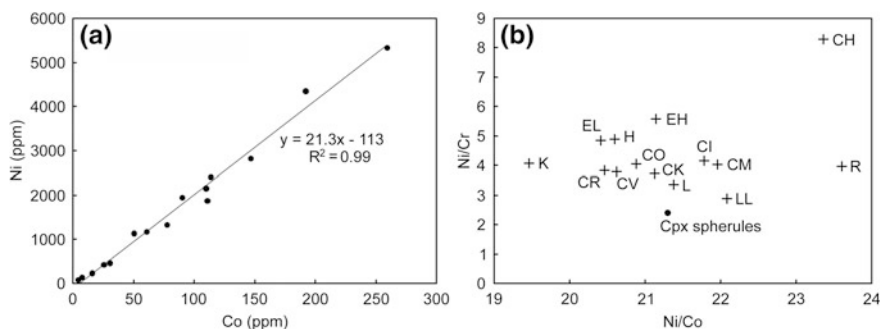 (a)
6000
5000
4000
3000
2000
1000
0
Ni (ppm)
y = 21.3x - 113
R² = 0.99
0 50 100 150 200 250 300
Co (ppm)
(b)
9
8
7
6
5
4
3
2
1
0
Ni/Cr
CH
EH
EL H
CO CI
K CM R
CR CV CK
L
LL
Cpx spherules
19 20 21 22 23 24
Ni/Co